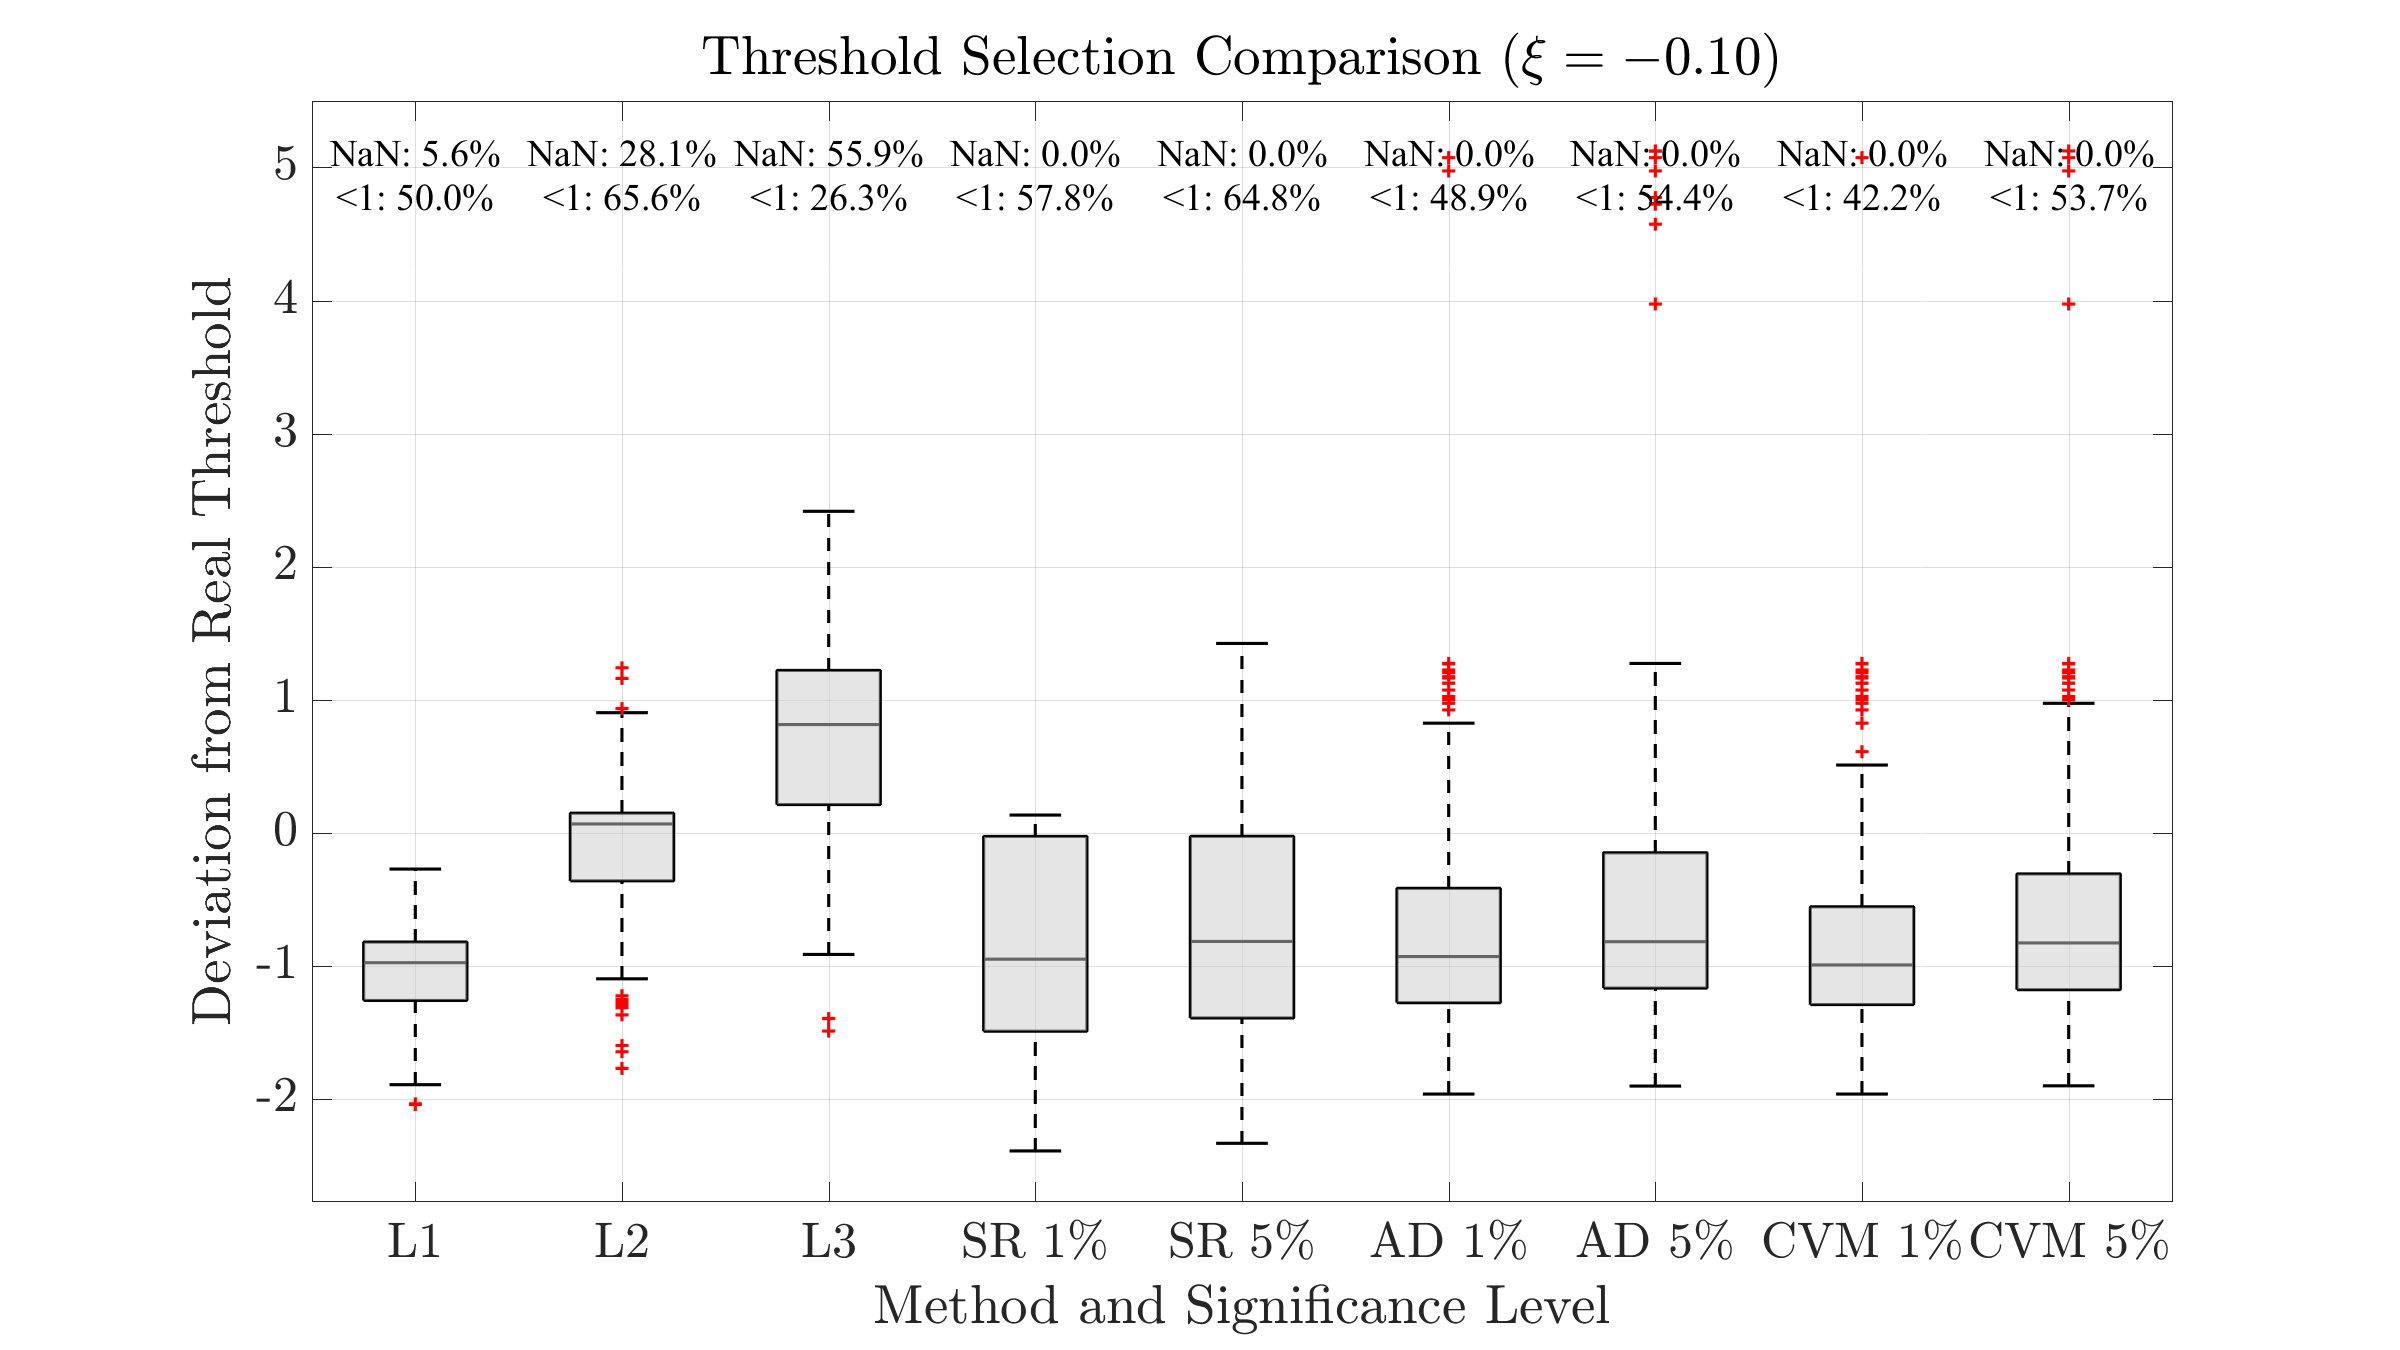 Threshold Selection Comparison (ξ = −0.10)
NaN: 5.6% NaN: 28.1% NaN: 55.9% NaN: 0.0% NaN: 0.0% NaN: 0.0% NaN: 0.0% NaN: 0.0% NaN: 0.0%
<1: 50.0% <1: 65.6% <1: 26.3% <1: 57.8% <1: 64.8% <1: 48.9% <1: 54.4% <1: 42.2% <1: 53.7%
5
4
3
2
1
0
-1
-2
Deviation from Real Threshold
L1 L2 L3 SR 1% SR 5% AD 1% AD 5% CVM 1% CVM 5%
Method and Significance Level